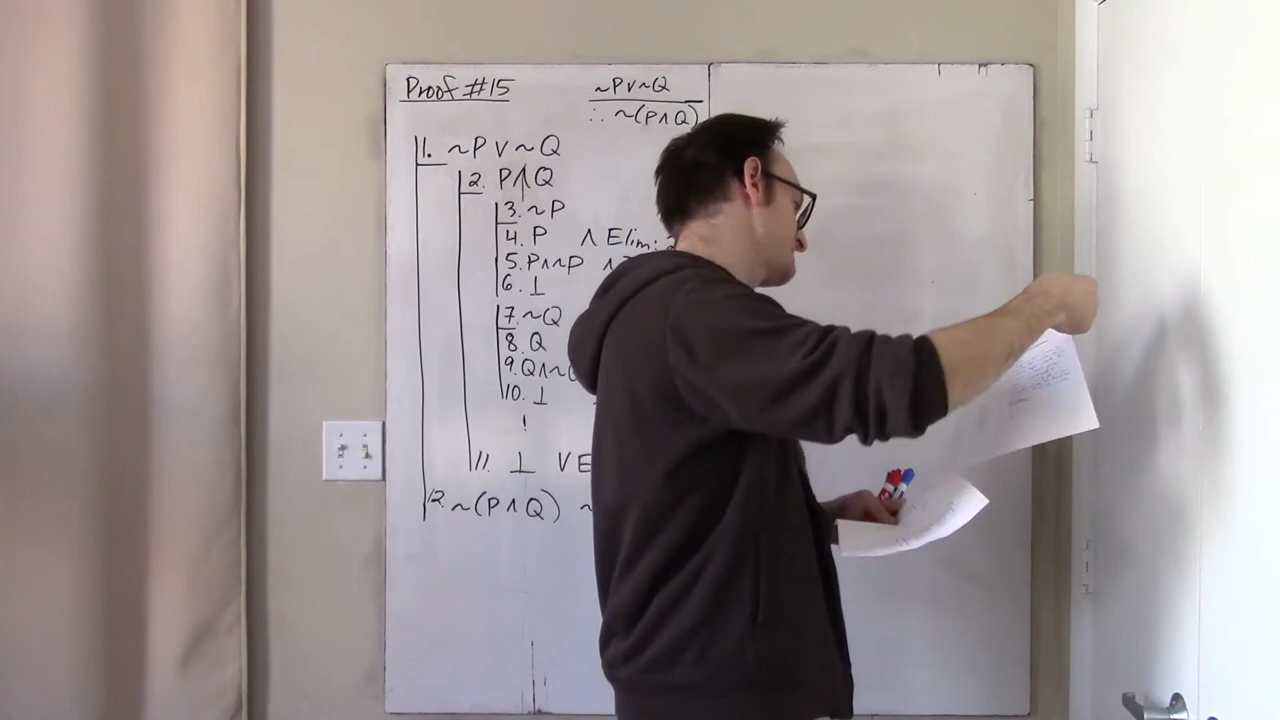 Proof #15
~P∨~Q
∴ ~(P∧Q)
1. ~P∨~Q
2. P∧Q
3. ~P
4. P ∧ Elim:
5. P∧~P ∧
6. ⊥
7. ~Q
8. Q
9. Q∧~
10. ⊥
11. ⊥ ∨
12. ~(P∧Q) ~